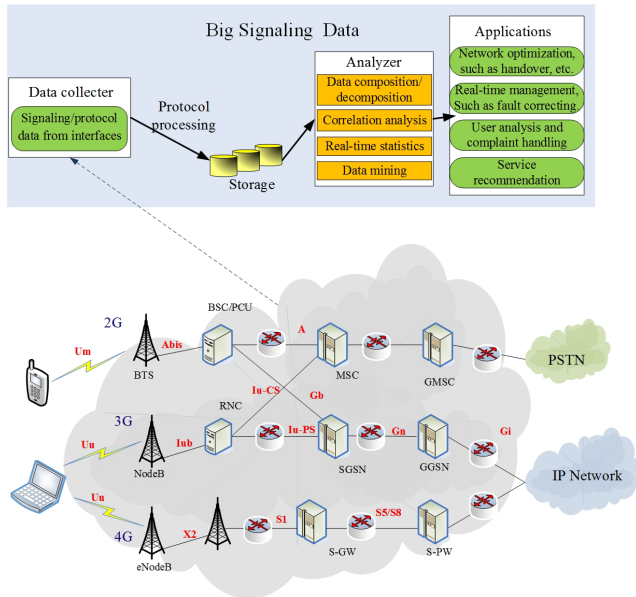 Big Signaling Data
Data collecter
Signaling/protocol
data from interfaces
Protocol
processing
Storage
Analyzer
Data composition/
decomposition
Correlation analysis
Real-time statistics
Data mining
Applications
Network optimization,
such as handover, etc.
Real-time management,
Such as fault correcting,
User analysis and
complaint handling
Service
recommendation
2G
Um
BTS
Abis
BSC/PCU
A
MSC
GMSC
PSTN
Iu-CS
Gb
3G
Uu
NodeB
Iub
RNC
Iu-PS
SGSN
Gn
GGSN
Gi
IP Network
Uu
4G
eNodeB
X2
S1
S-GW
S5/S8
S-PW